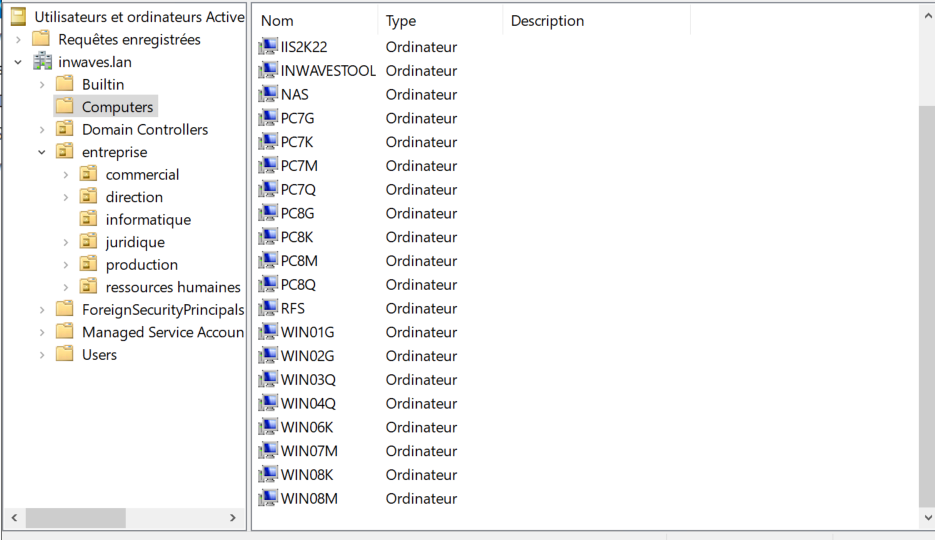 Utilisateurs et ordinateurs Active
Requêtes enregistrées
inwaves.lan
Builtin
Computers
Domain Controllers
entreprise
commercial
direction
informatique
juridique
production
ressources humaines
ForeignSecurityPrincipals
Managed Service Accoun
Users
Nom Type Description
IIS2K22 Ordinateur
INWAVESTOOL Ordinateur
NAS Ordinateur
PC7G Ordinateur
PC7K Ordinateur
PC7M Ordinateur
PC7Q Ordinateur
PC8G Ordinateur
PC8K Ordinateur
PC8M Ordinateur
PC8Q Ordinateur
RFS Ordinateur
WIN01G Ordinateur
WIN02G Ordinateur
WIN03Q Ordinateur
WIN04Q Ordinateur
WIN06K Ordinateur
WIN07M Ordinateur
WIN08K Ordinateur
WIN08M Ordinateur